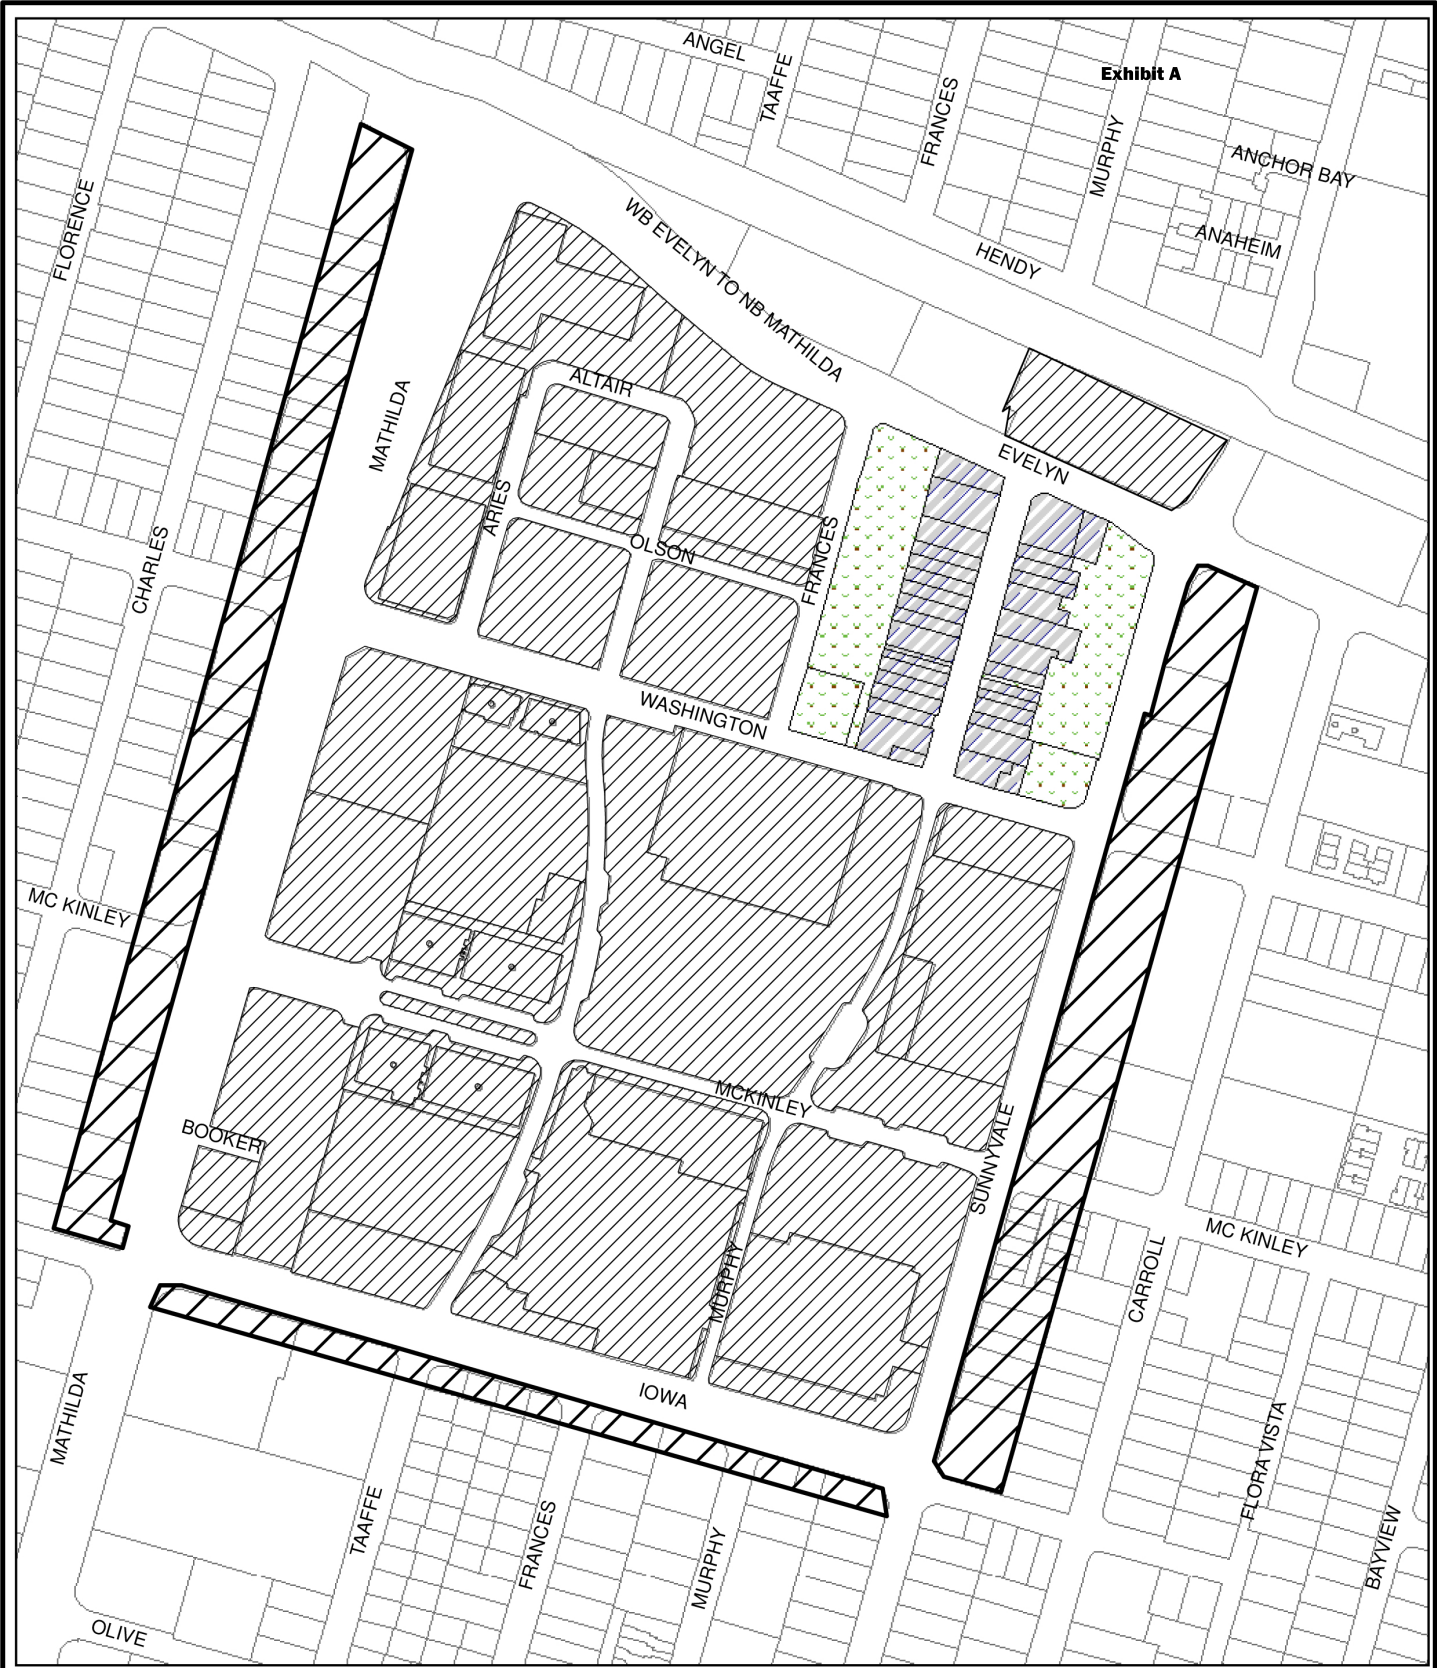 ANGEL
TAAFFE
Exhibit A
FRANCES
MURPHY
ANCHOR BAY
FLORENCE
WB EVELYN TO NB MATHILDA
ANAHEIM
HENDY
ALTAIR
MATHILDA
EVELYN
ARIES
OLSON
FRANCES
CHARLES
WASHINGTON
MC KINLEY
MCKINLEY
BOOKER
SUNNYVALE
MURPHY
MC KINLEY
CARROLL
IOWA
MATHILDA
FLORA VISTA
TAAFFE
FRANCES
MURPHY
BAYVIEW
OLIVE